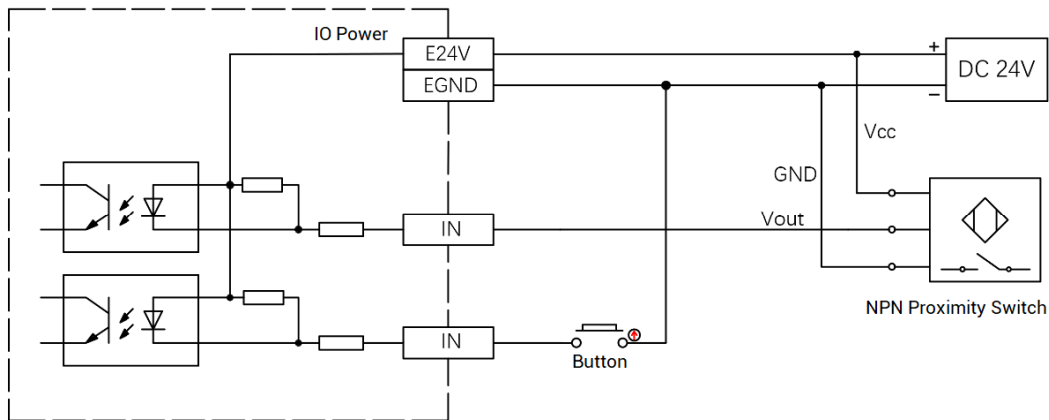 IO Power
E24V
EGND
+
−
DC 24V
Vcc
GND
IN
Vout
NPN Proximity Switch
IN
Button